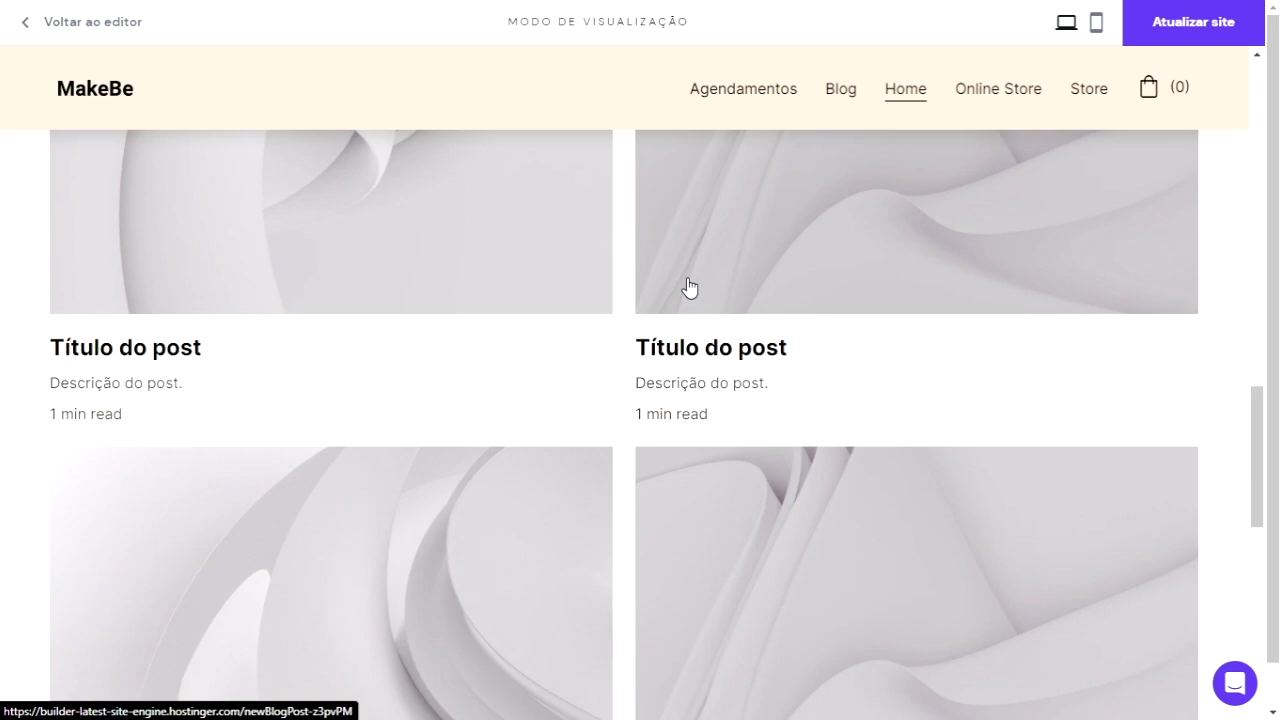 Voltar ao editor
MODO DE VISUALIZAÇÃO
Atualizar site
MakeBe
Agendamentos Blog Home Online Store Store (0)
Título do post
Descrição do post.
1 min read
Título do post
Descrição do post.
1 min read
https://builder-latest-site-engine.hostinger.com/newBlogPost-z3pvPM